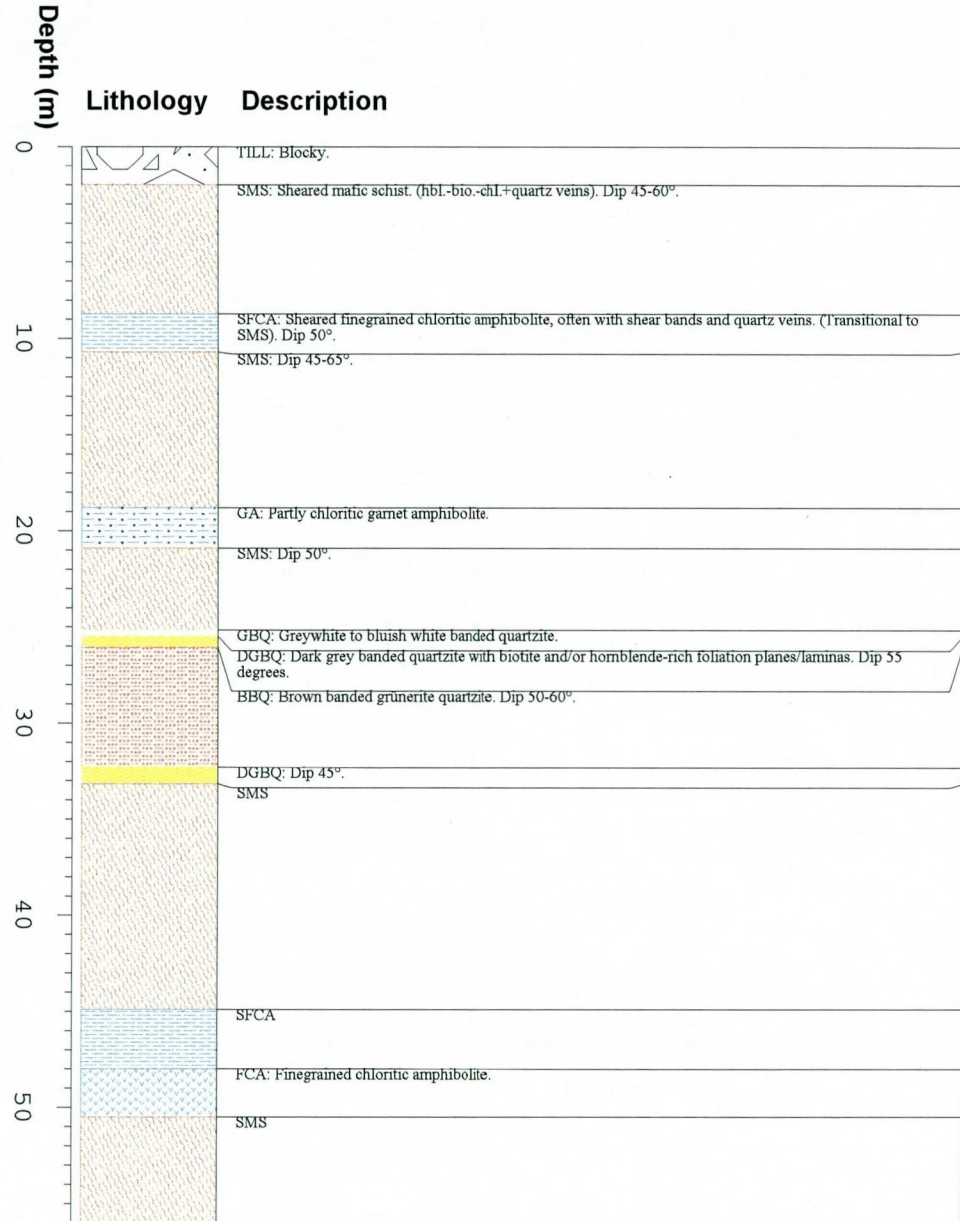 Depth (m)
Lithology Description
0
TILL: Blocky.
SMS: Sheared mafic schist. (hbl.-bio.-chl.+quartz veins). Dip 45-60°.
SFCA: Sheared finegrained chloritic amphibolite, often with shear bands and quartz veins. (Transitional to
SMS). Dip 50°.
10
SMS: Dip 45-65°.
GA: Partly chloritic garnet amphibolite.
20
SMS: Dip 50°.
GBQ: Greywhite to bluish white banded quartzite.
DGBQ: Dark grey banded quartzite with biotite and/or hornblende-rich foliation planes/laminas. Dip 55
degrees.
BBQ: Brown banded grünerite quartzite. Dip 50-60°.
30
DGBQ: Dip 45°.
SMS
40
SFCA
FCA: Finegrained chloritic amphibolite.
50
SMS